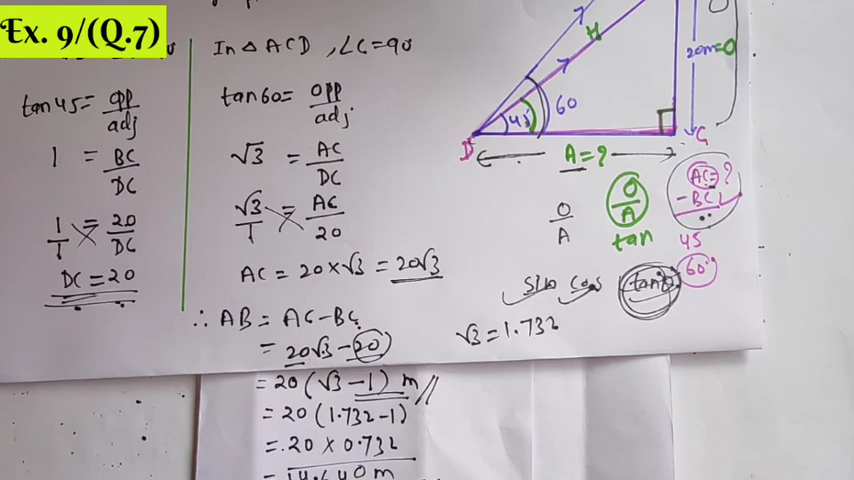 Ex. 9/(Q.7)
tan45 = opp/adj
1 = BC/DC
1/1 = 20/DC
DC = 20
In △ ACD, ∠C = 90
tan60 = opp/adj
√3 = AC/DC
√3/1 = AC/20
AC = 20×√3 = 20√3
∴ AB = AC-BC
= 20√3 - 20
= 20(√3-1) m //
= 20(1.732-1)
= 20 × 0.732
= 14.640 m
H
20m=O
45
60
D
C
A=?
O/A
O/A
tan
AC=?
-BC
45
60°
sin cos tanθ
√3 = 1.732